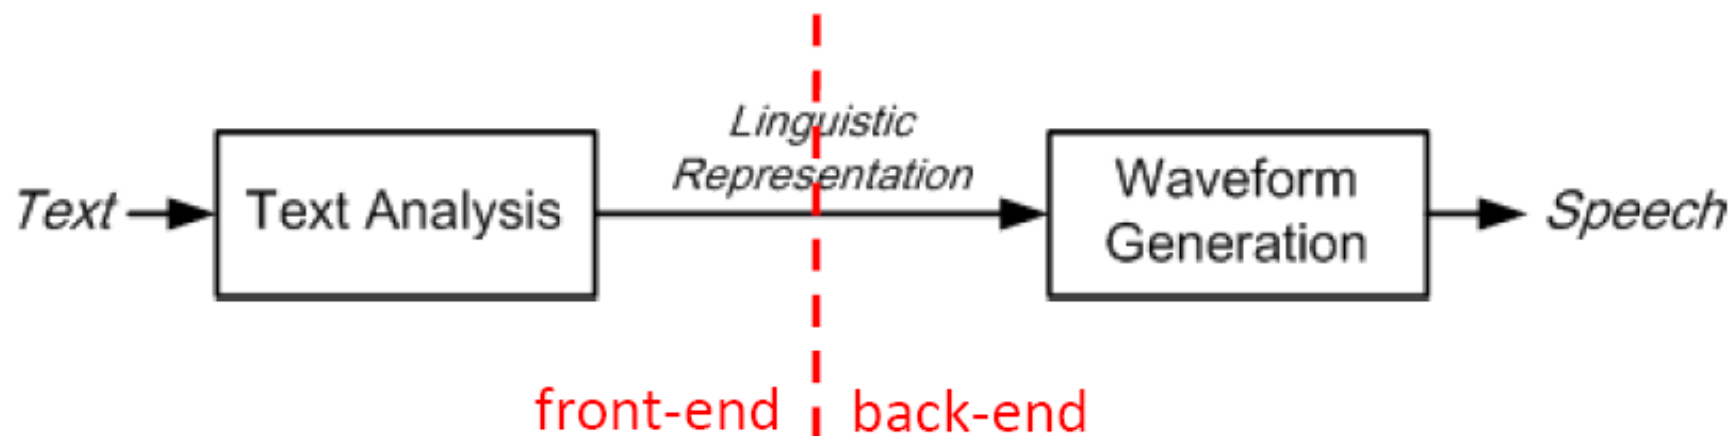 Text
Text Analysis
Linguistic
Representation
Waveform
Generation
Speech
front-end
back-end